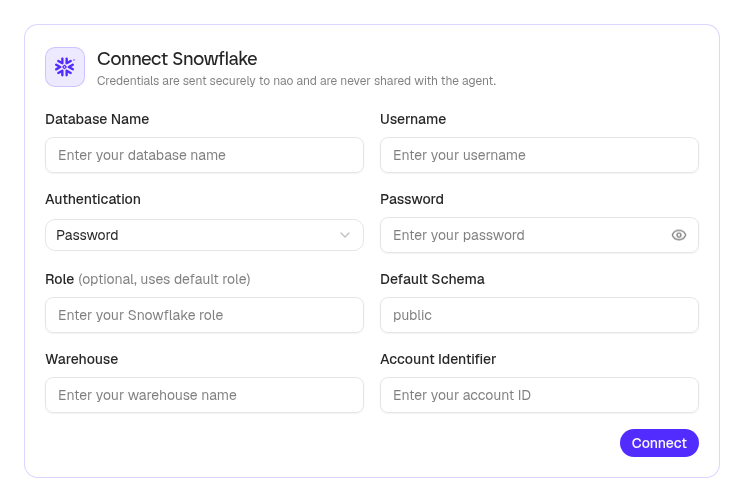 Connect Snowflake
Credentials are sent securely to nao and are never shared with the agent.
Database Name
Enter your database name
Username
Enter your username
Authentication
Password
Password
Enter your password
Role (optional, uses default role)
Enter your Snowflake role
Default Schema
public
Warehouse
Enter your warehouse name
Account Identifier
Enter your account ID
Connect